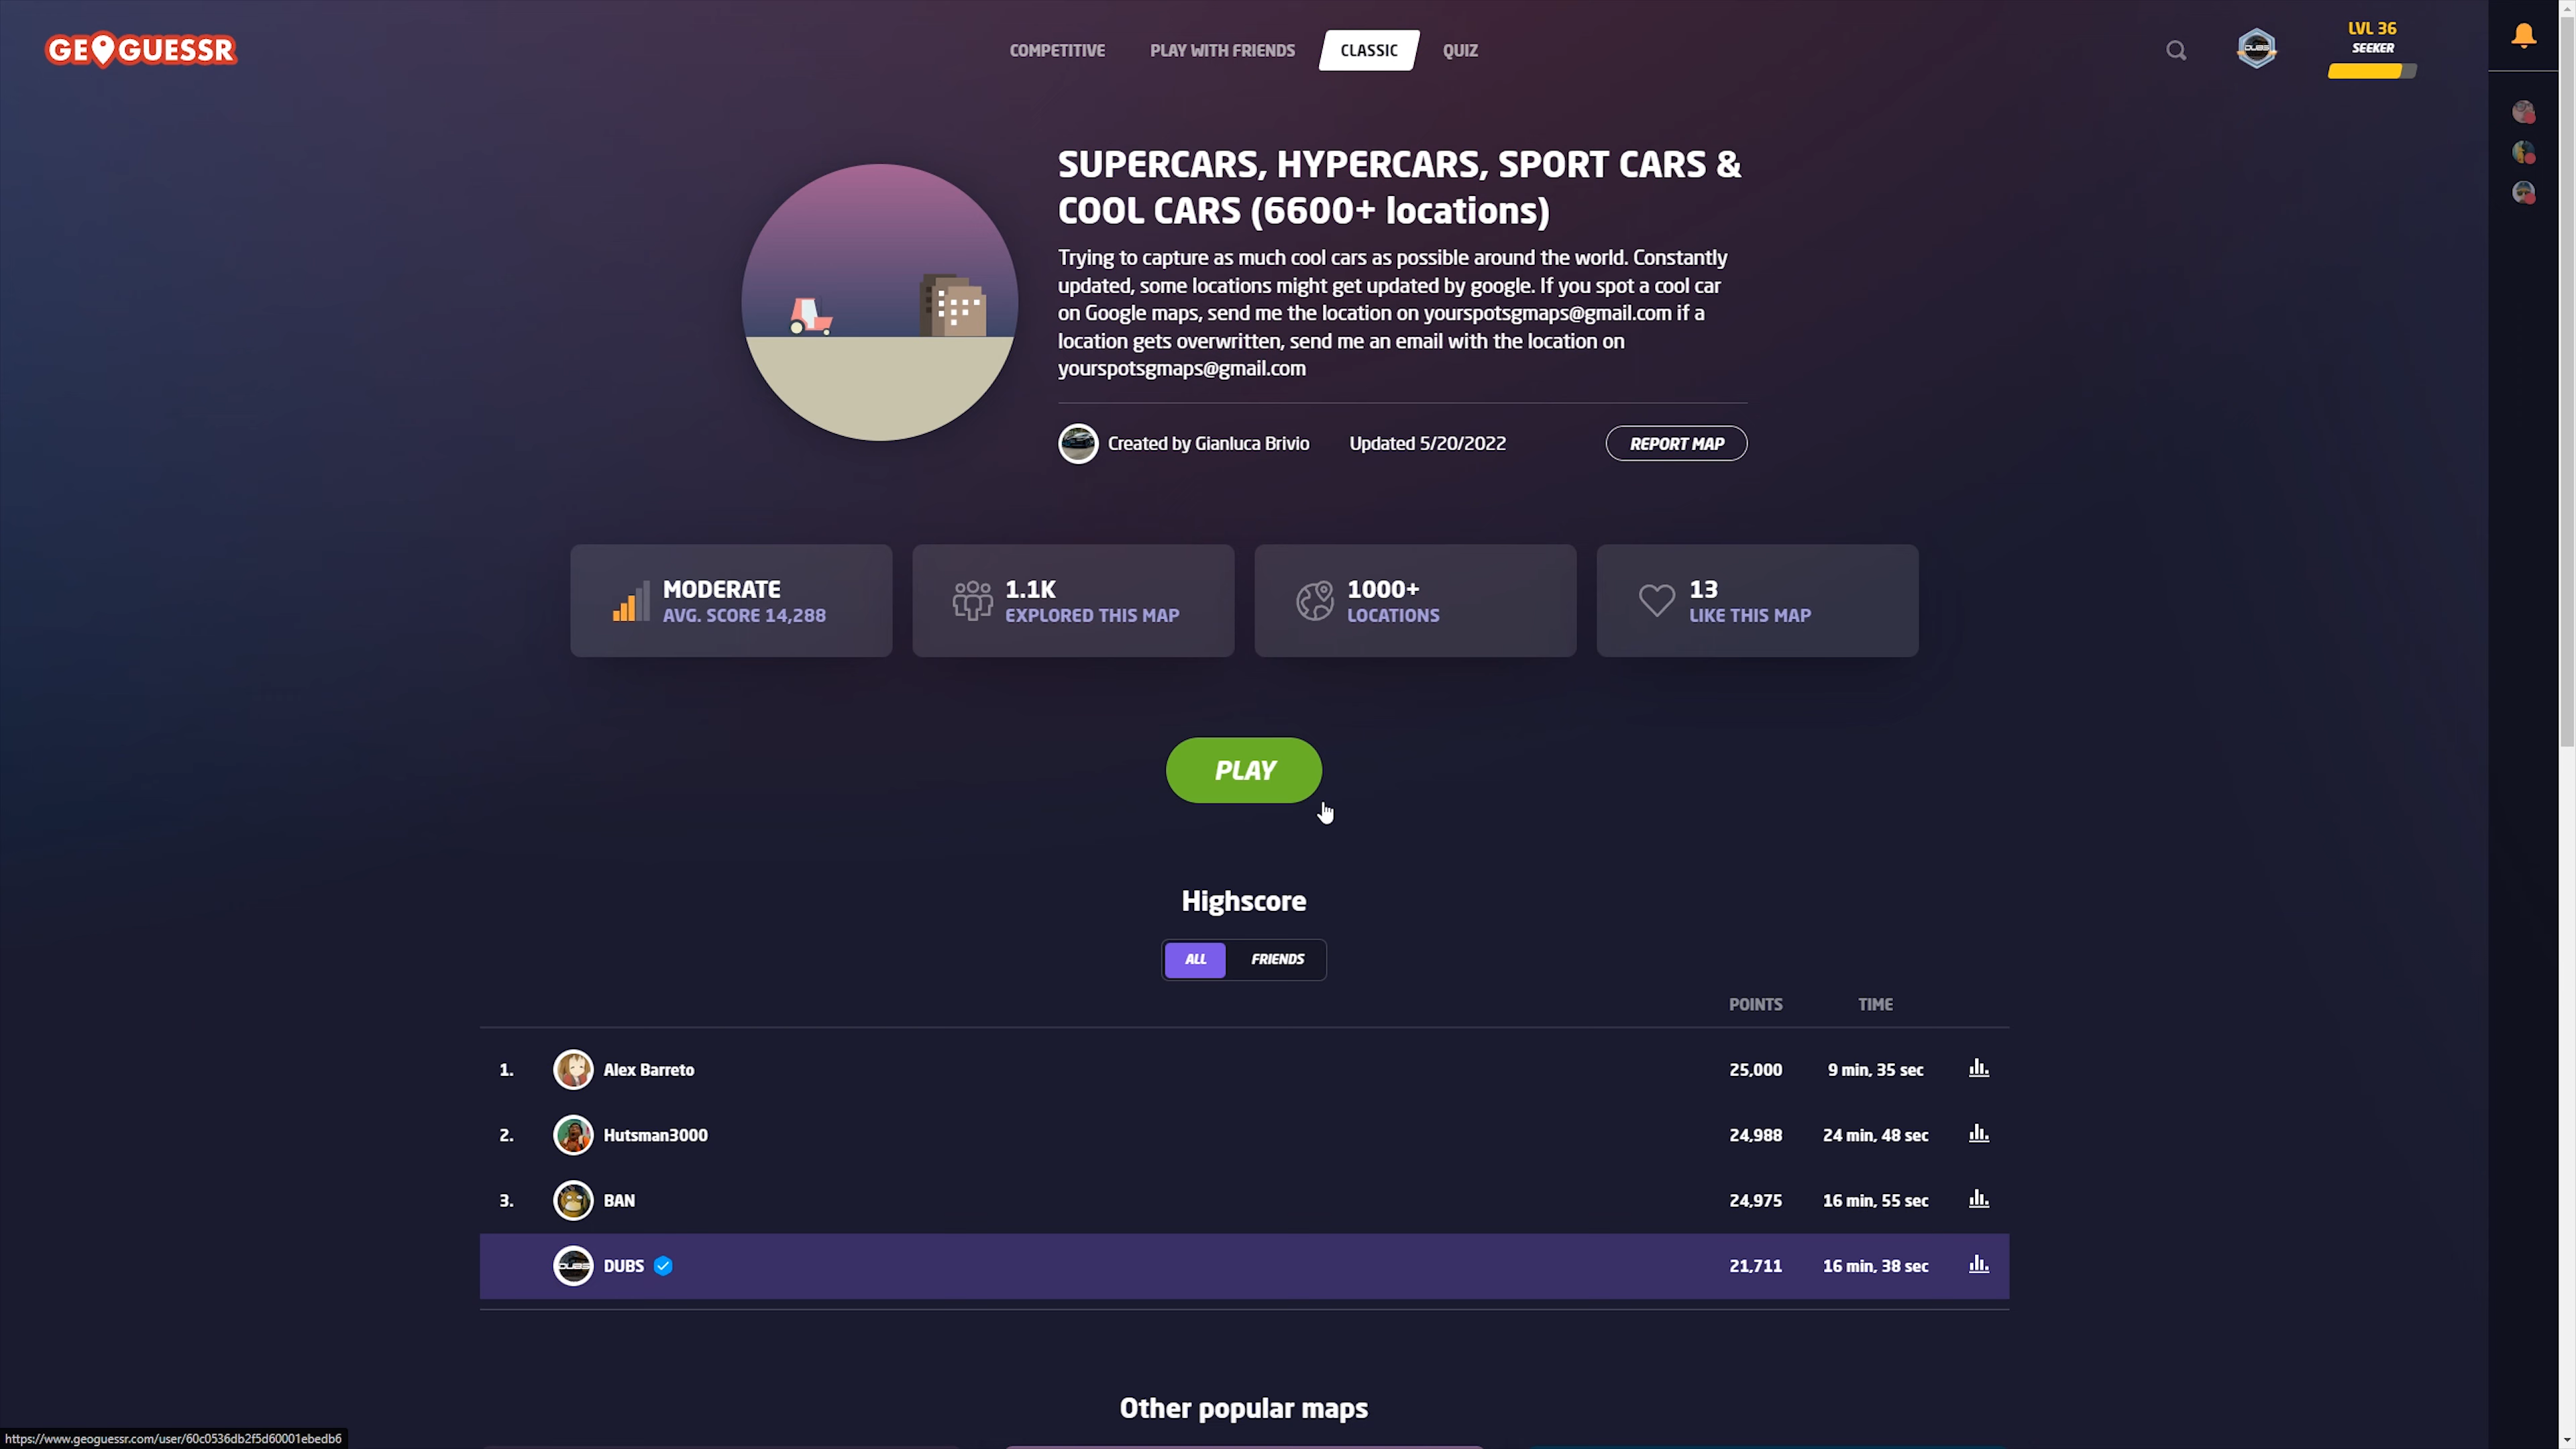 GEOGUESSR
COMPETITIVE PLAY WITH FRIENDS CLASSIC QUIZ
LVL 36
SEEKER
SUPERCARS, HYPERCARS, SPORT CARS &
COOL CARS (6600+ locations)
Trying to capture as much cool cars as possible around the world. Constantly
updated, some locations might get updated by google. If you spot a cool car
on Google maps, send me the location on yourspotsgmaps@gmail.com if a
location gets overwritten, send me an email with the location on
yourspotsgmaps@gmail.com
Created by Gianluca Brivio Updated 5/20/2022 REPORT MAP
MODERATE
AVG. SCORE 14,288
1.1K
EXPLORED THIS MAP
1000+
LOCATIONS
13
LIKE THIS MAP
PLAY
Highscore
ALL FRIENDS
POINTS TIME
1. Alex Barreto 25,000 9 min, 35 sec
2. Hutsman3000 24,988 24 min, 48 sec
3. BAN 24,975 16 min, 55 sec
DUBS DUBS 21,711 16 min, 38 sec
Other popular maps
https://www.geoguessr.com/user/60c0536db2f5d60001ebedb6